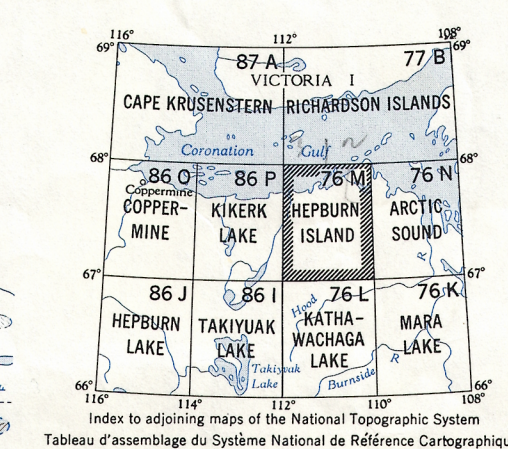 116° 112° 108°
69° 69°
87 A 77 B
VICTORIA I
CAPE KRUSENSTERN RICHARDSON ISLANDS
Coronation Gulf
68° 68°
86 O 86 P 76 M 76 N
Coppermine
COPPER-
MINE
KIKERK
LAKE
HEPBURN
ISLAND
ARCTIC
SOUND
R
67° 67°
86 J 86 I 76 L 76 K
HEPBURN
LAKE
TAKIYUAK
LAKE
Takiyuak
Lake
Hood
KATHA-
WACHAGA
LAKE
Burnside R
MARA
LAKE
66° 66°
116° 114° 112° 110° 108°
Index to adjoining maps of the National Topographic System
Tableau d'assemblage du Système National de Référence Cartographique